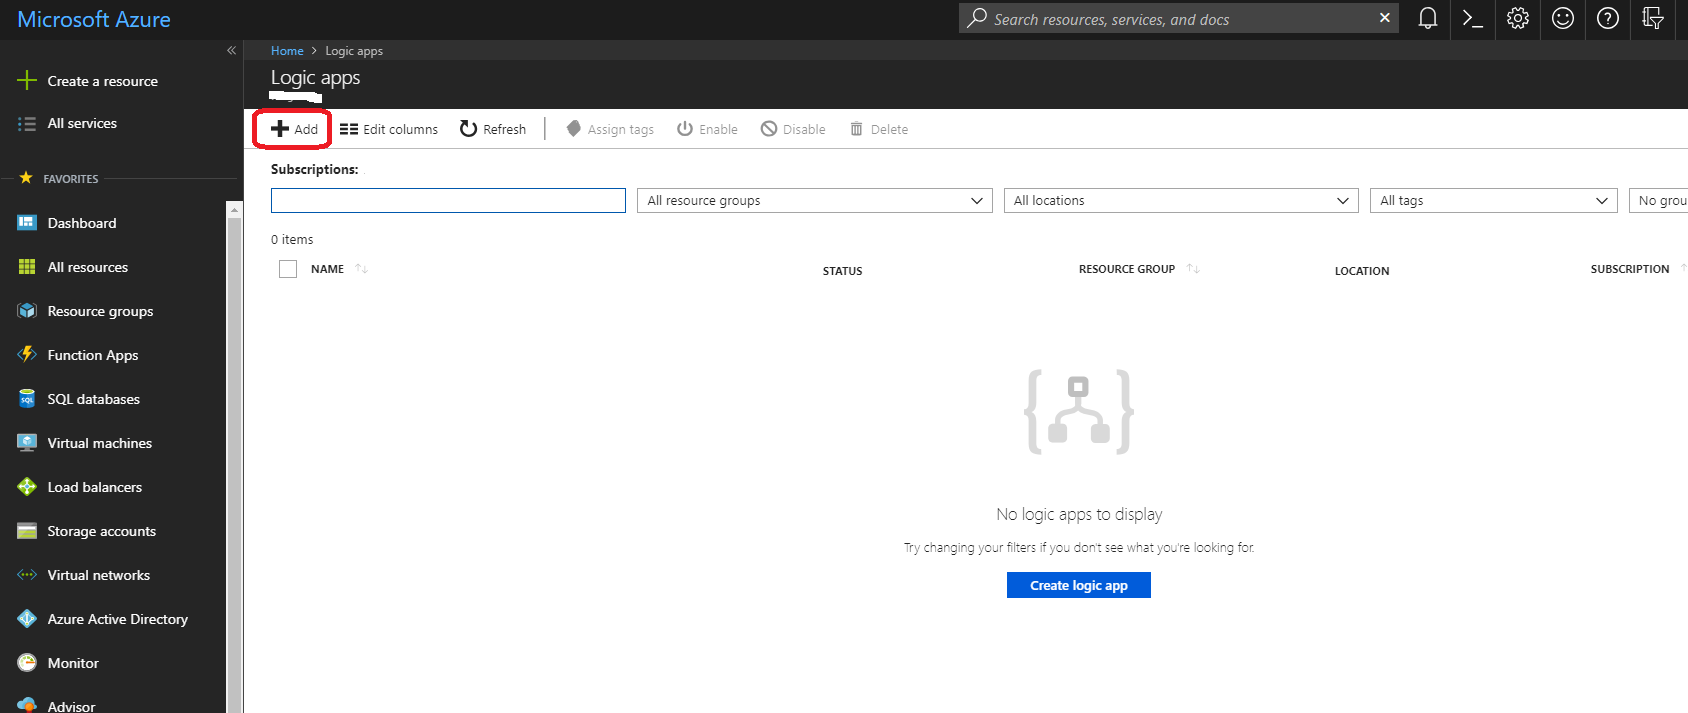 Microsoft Azure
Search resources, services, and docs
Home > Logic apps
Logic apps
Create a resource
All services
FAVORITES
Dashboard
All resources
Resource groups
Function Apps
SQL databases
Virtual machines
Load balancers
Storage accounts
Virtual networks
Azure Active Directory
Monitor
Advisor
Add Edit columns Refresh Assign tags Enable Disable Delete
Subscriptions:
All resource groups All locations All tags No grou
0 items
NAME STATUS RESOURCE GROUP LOCATION SUBSCRIPTION
No logic apps to display
Try changing your filters if you don't see what you're looking for.
Create logic app